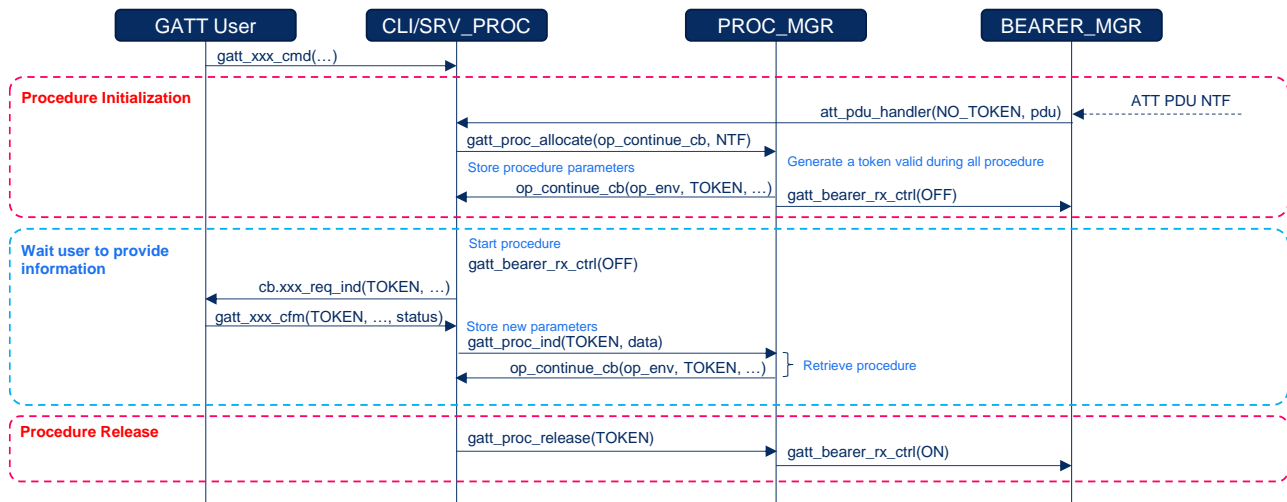 GATT User
CLI/SRV_PROC
PROC_MGR
BEARER_MGR
gatt_xxx_cmd(…)
Procedure Initialization
ATT PDU NTF
att_pdu_handler(NO_TOKEN, pdu)
gatt_proc_allocate(op_continue_cb, NTF)
Store procedure parameters
Generate a token valid during all procedure
op_continue_cb(op_env, TOKEN, …)
gatt_bearer_rx_ctrl(OFF)
Wait user to provide
information
Start procedure
gatt_bearer_rx_ctrl(OFF)
cb.xxx_req_ind(TOKEN, …)
gatt_xxx_cfm(TOKEN, …, status)
Store new parameters
gatt_proc_ind(TOKEN, data)
op_continue_cb(op_env, TOKEN, …)
Retrieve procedure
Procedure Release
gatt_proc_release(TOKEN)
gatt_bearer_rx_ctrl(ON)